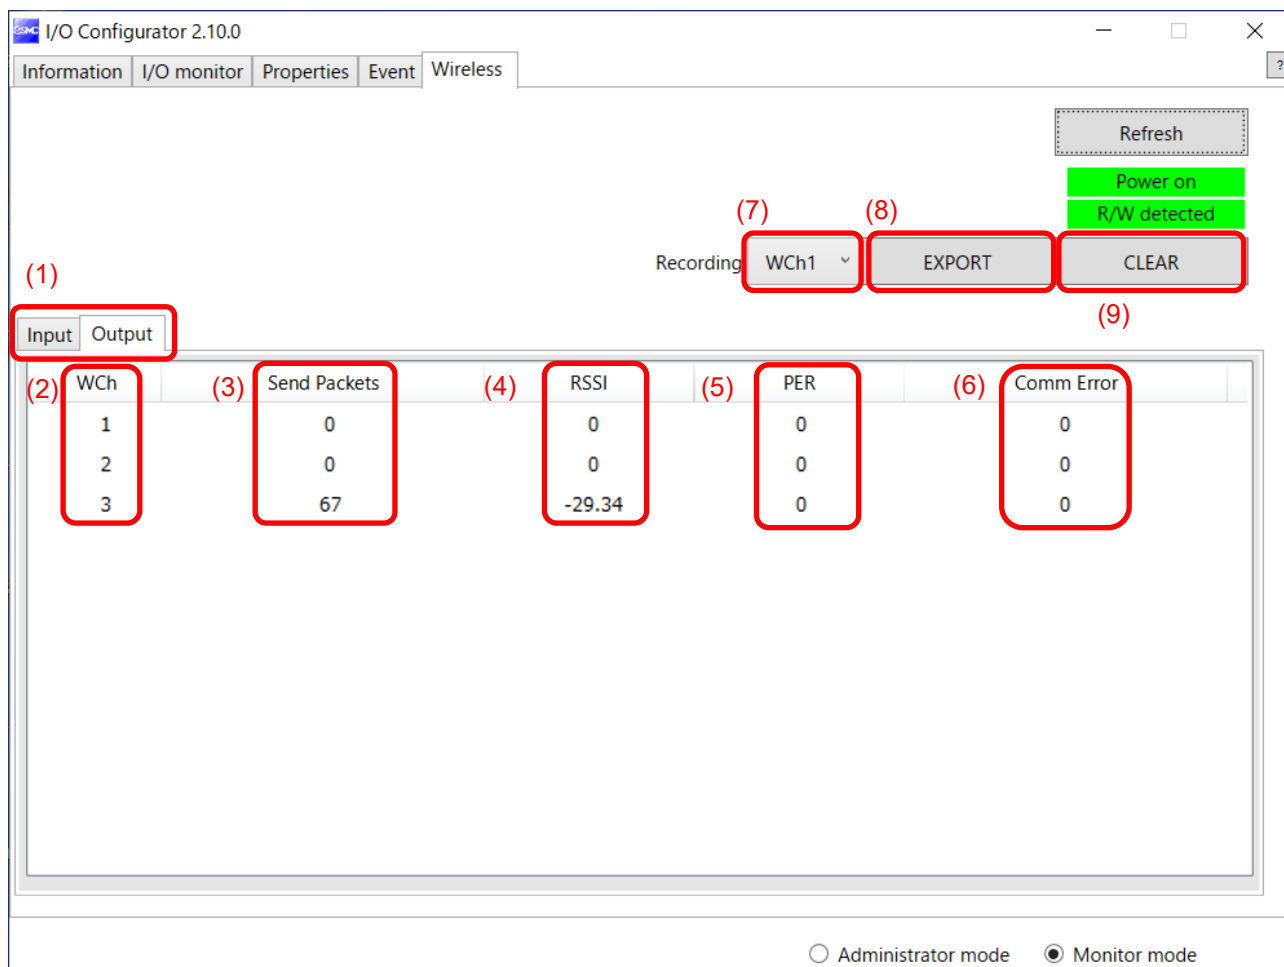 SMC I/O Configurator 2.10.0
Information I/O monitor Properties Event Wireless ?
Refresh
Power on
R/W detected
(7) (8)
Recording WCh1 EXPORT CLEAR
(1) (9)
Input Output
(2) WCh (3) Send Packets (4) RSSI (5) PER (6) Comm Error
1 0 0 0 0
2 0 0 0 0
3 67 -29.34 0 0
Administrator mode Monitor mode